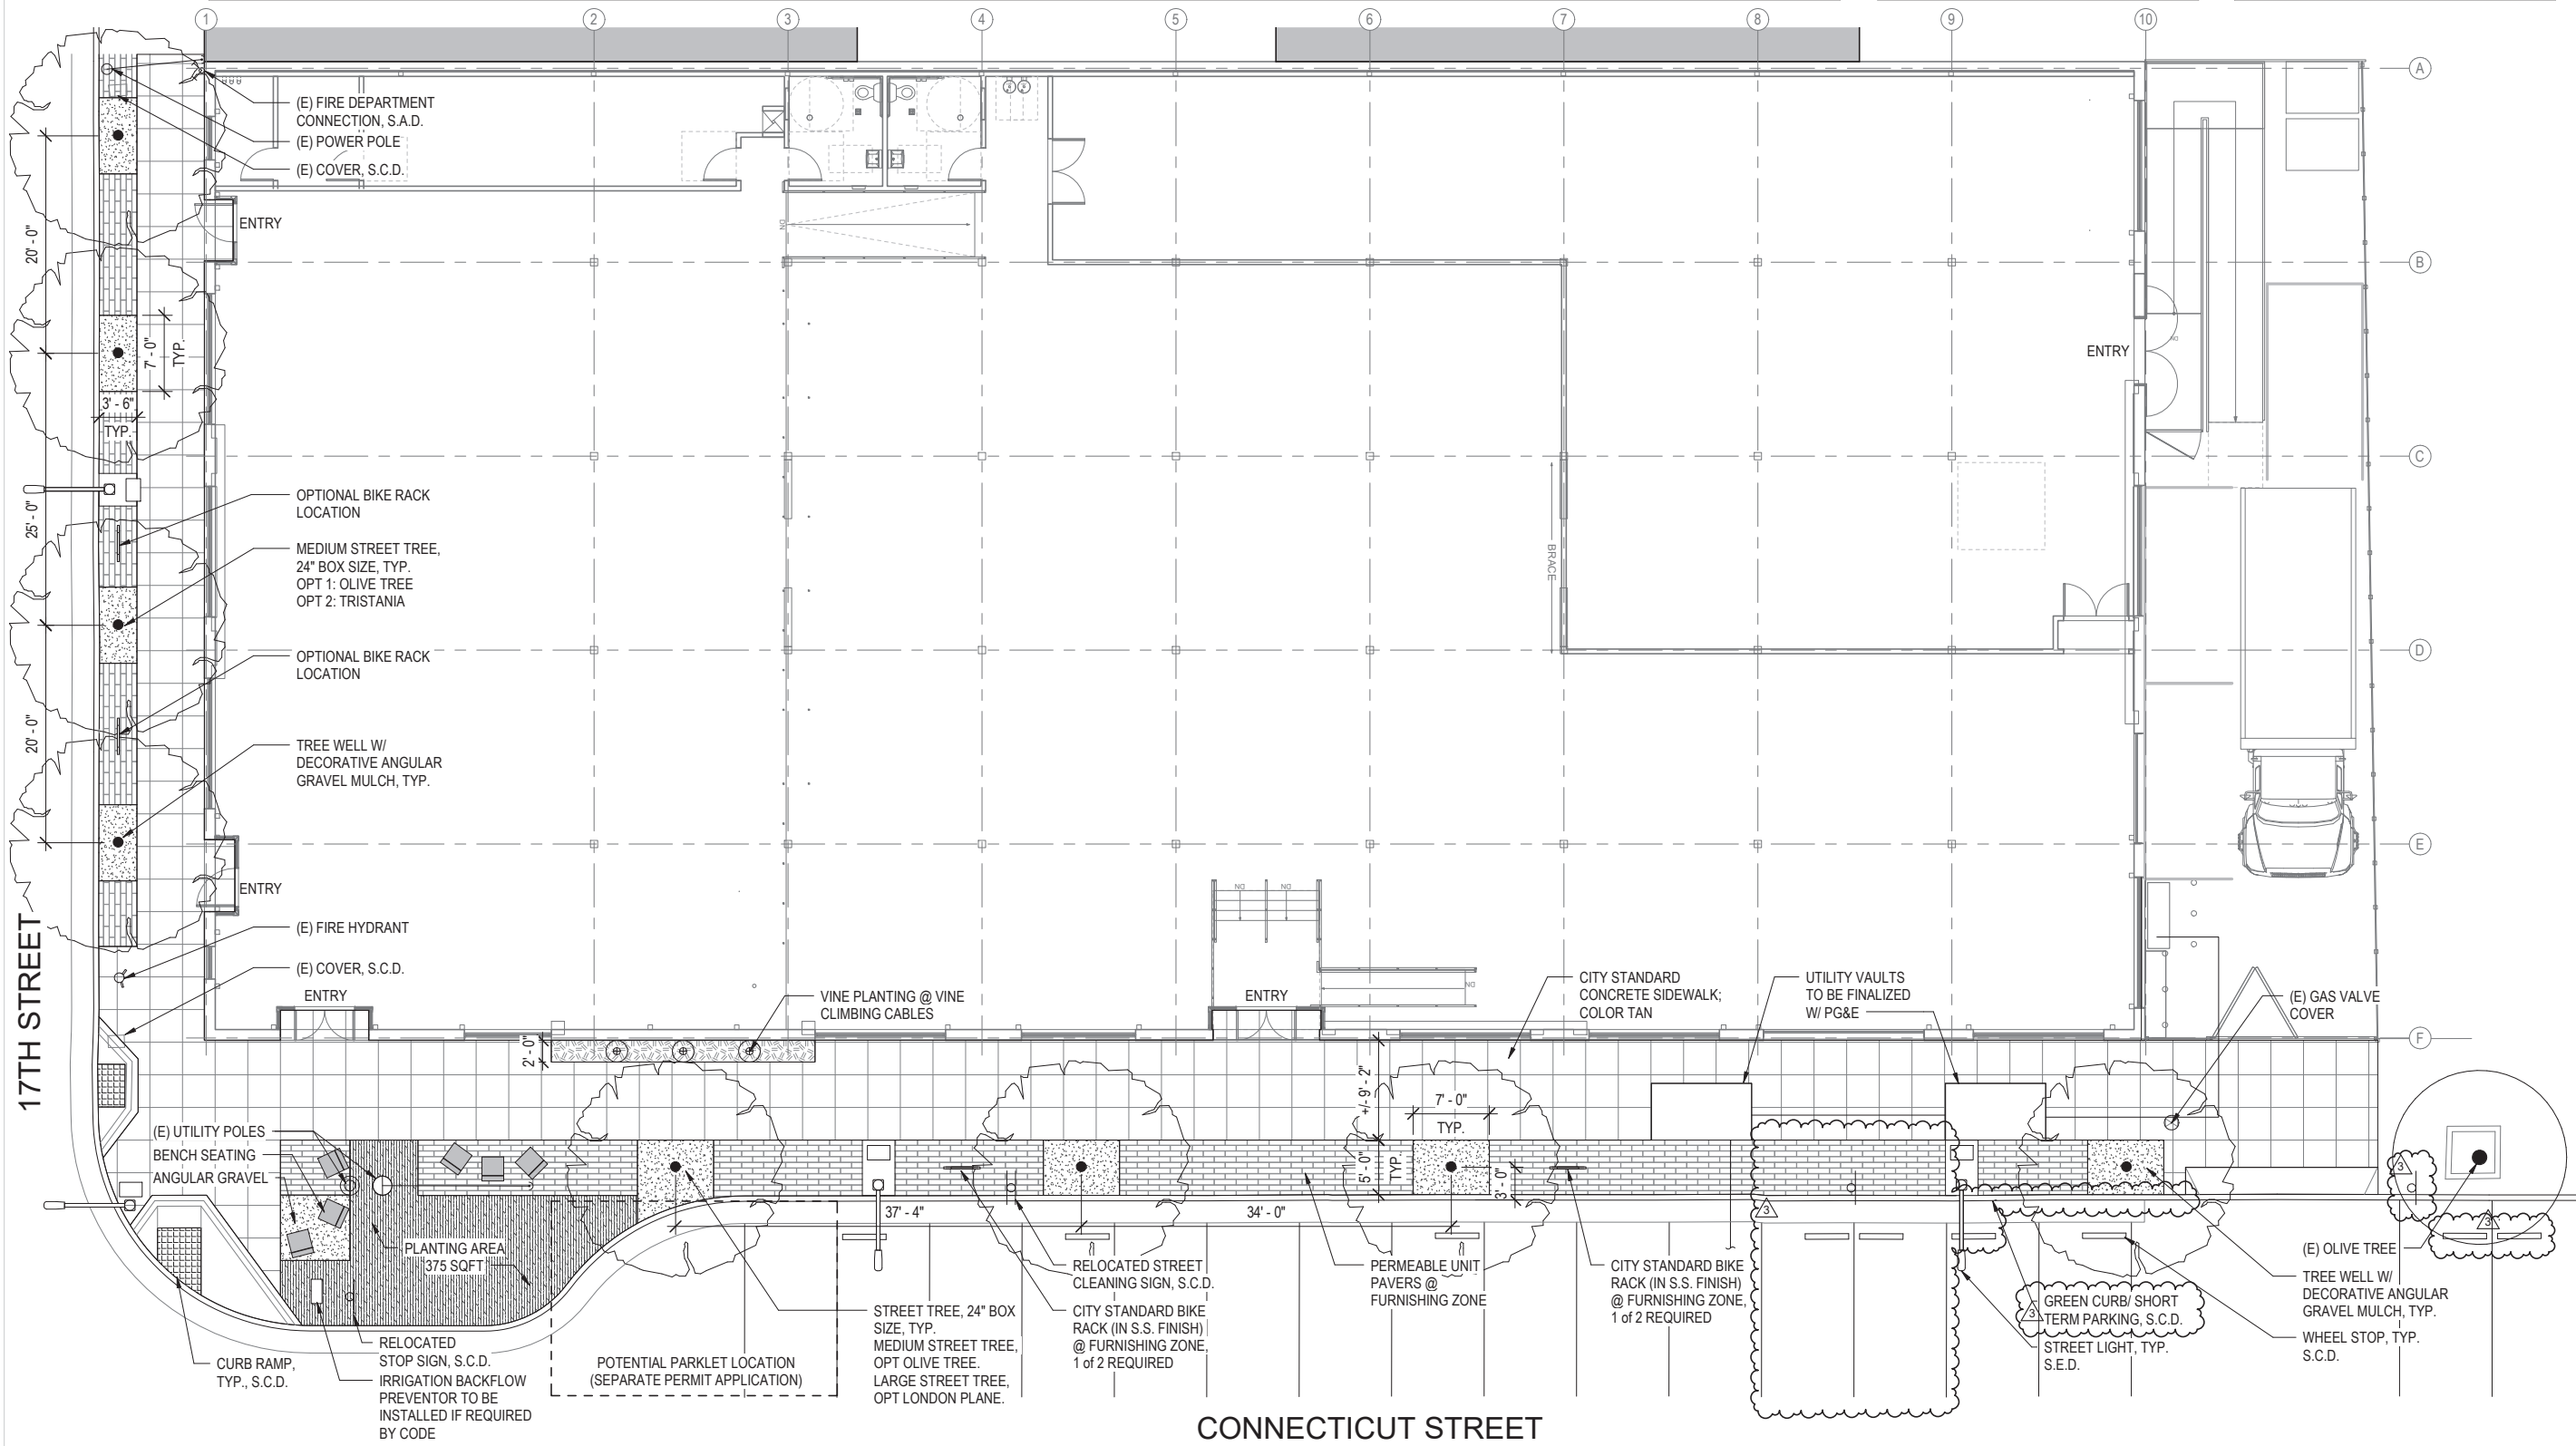 1
2
3
4
5
6
7
8
9
10
A
B
C
D
E
F
(E) FIRE DEPARTMENT
CONNECTION, S.A.D.
(E) POWER POLE
(E) COVER, S.C.D.
ENTRY
20' - 0"
7' - 0"
TYP.
3' - 6"
TYP.
DN
ENTRY
DN
25' - 0"
OPTIONAL BIKE RACK
LOCATION
MEDIUM STREET TREE,
24" BOX SIZE, TYP.
OPT 1: OLIVE TREE
OPT 2: TRISTANIA
BRACE
OPTIONAL BIKE RACK
LOCATION
20' - 0"
TREE WELL W/
DECORATIVE ANGULAR
GRAVEL MULCH, TYP.
ENTRY
17TH STREET
(E) FIRE HYDRANT
(E) COVER, S.C.D.
ENTRY
VINE PLANTING @ VINE
CLIMBING CABLES
2' - 0"
DN
DN
DN
ENTRY
CITY STANDARD
CONCRETE SIDEWALK;
COLOR TAN
UTILITY VAULTS
TO BE FINALIZED
W/ PG&E
(E) GAS VALVE
COVER
+/- 9' - 2"
7' - 0"
TYP.
5' - 0"
TYP.
3' - 0"
(E) UTILITY POLES
BENCH SEATING
ANGULAR GRAVEL
PLANTING AREA
375 SQFT
37' - 4"
34' - 0"
3
3
3
3
CURB RAMP,
TYP., S.C.D.
RELOCATED
STOP SIGN, S.C.D.
IRRIGATION BACKFLOW
PREVENTOR TO BE
INSTALLED IF REQUIRED
BY CODE
POTENTIAL PARKLET LOCATION
(SEPARATE PERMIT APPLICATION)
STREET TREE, 24" BOX
SIZE, TYP.
MEDIUM STREET TREE,
OPT OLIVE TREE.
LARGE STREET TREE,
OPT LONDON PLANE.
RELOCATED STREET
CLEANING SIGN, S.C.D.
CITY STANDARD BIKE
RACK (IN S.S. FINISH)
@ FURNISHING ZONE,
1 of 2 REQUIRED
PERMEABLE UNIT
PAVERS @
FURNISHING ZONE
CITY STANDARD BIKE
RACK (IN S.S. FINISH)
@ FURNISHING ZONE,
1 of 2 REQUIRED
GREEN CURB/ SHORT
TERM PARKING, S.C.D.
STREET LIGHT, TYP.
S.E.D.
(E) OLIVE TREE
TREE WELL W/
DECORATIVE ANGULAR
GRAVEL MULCH, TYP.
WHEEL STOP, TYP.
S.C.D.
CONNECTICUT STREET